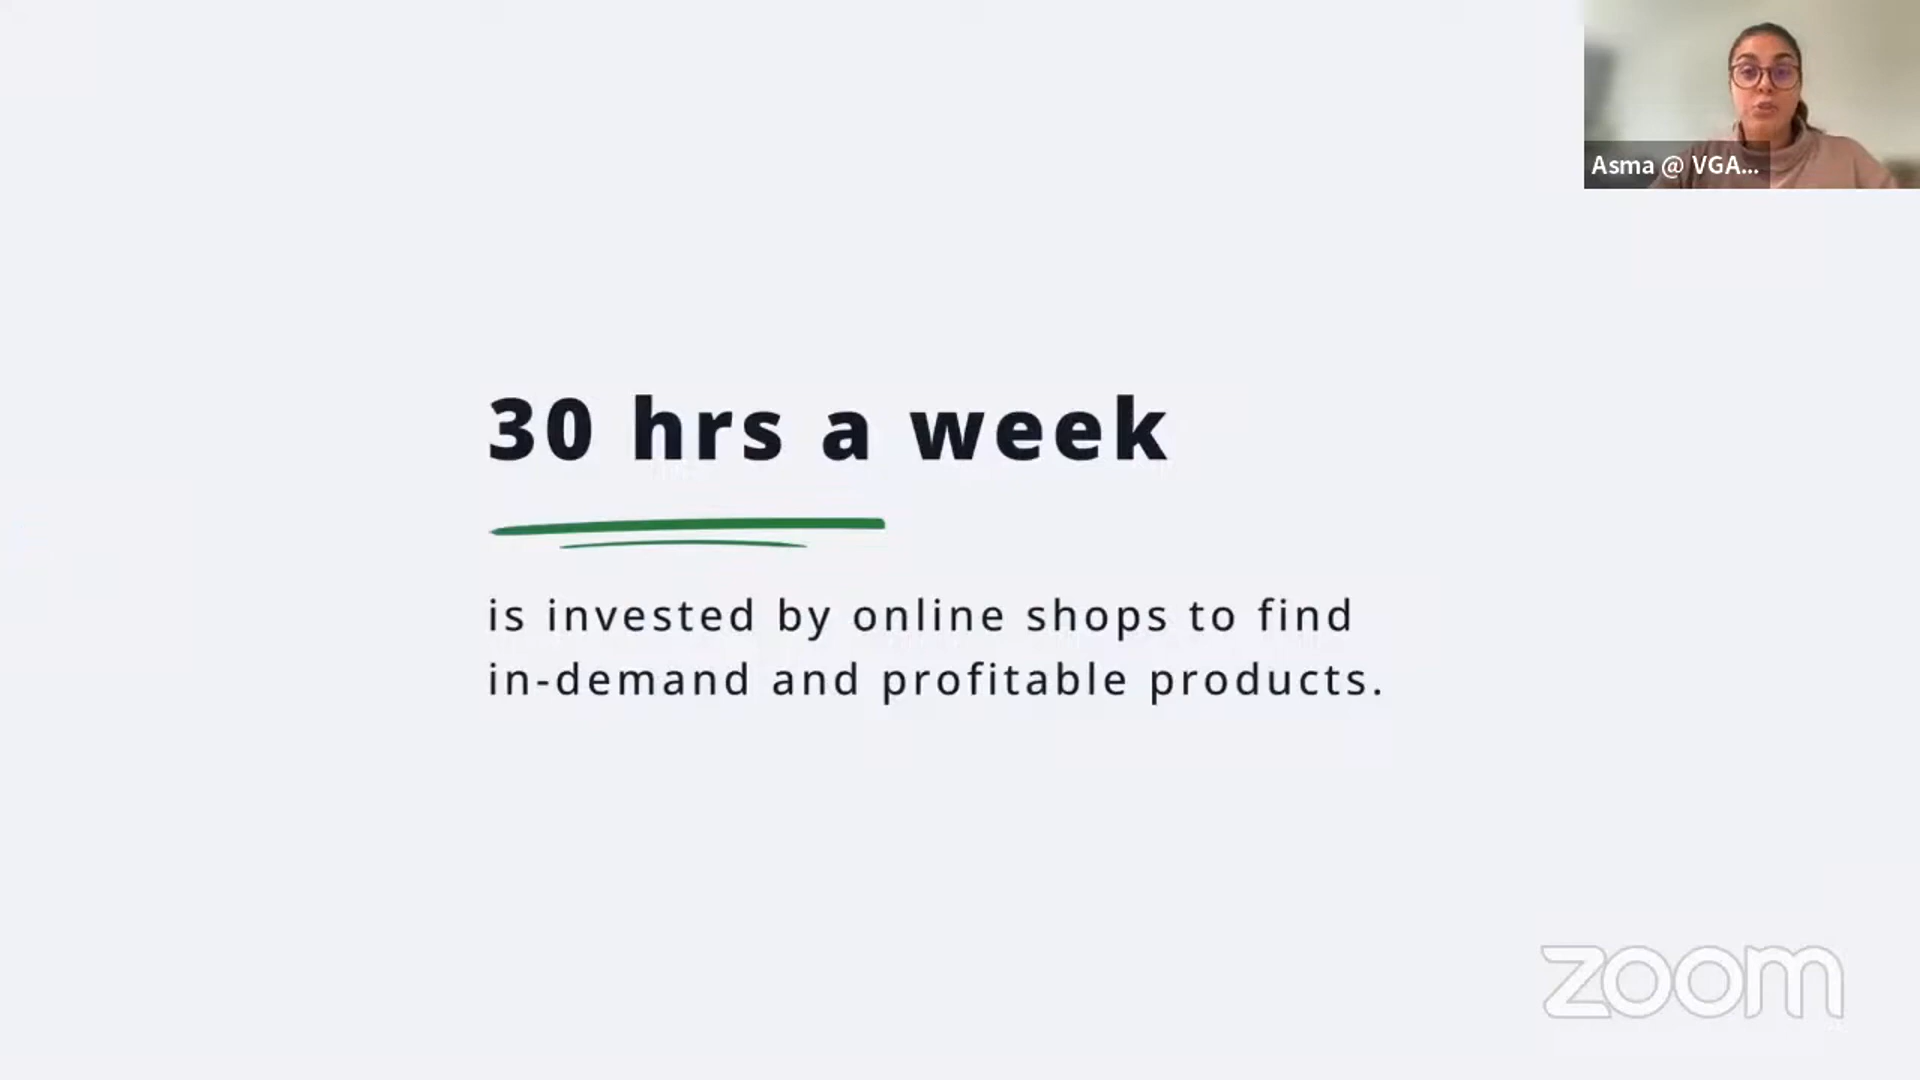 Asma @ VGA...
30 hrs a week
is invested by online shops to find
in-demand and profitable products.
zoom